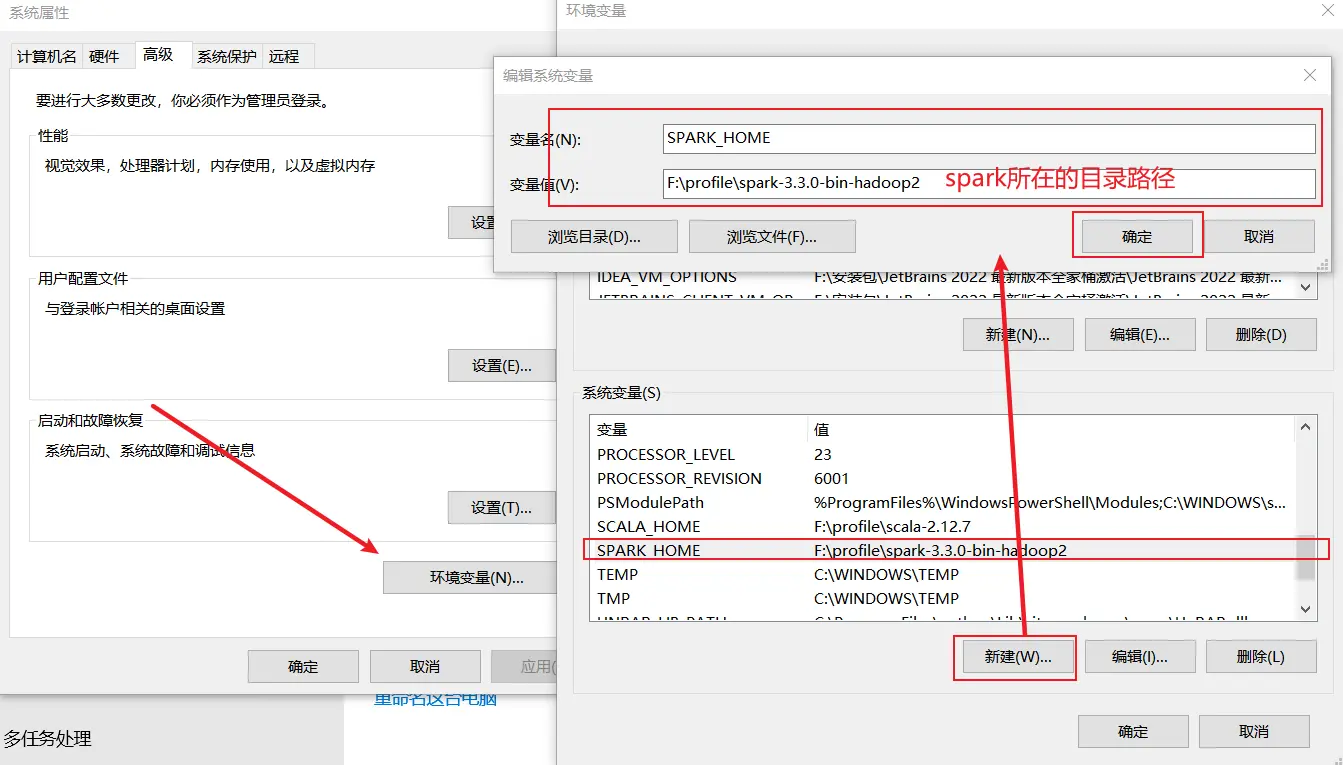 系统属性
计算机名 硬件 高级 系统保护 远程
要进行大多数更改，你必须作为管理员登录。
性能
视觉效果，处理器计划，内存使用，以及虚拟内存
设置
用户配置文件
与登录帐户相关的桌面设置
设置(E)...
启动和故障恢复
系统启动、系统故障和调试信息
设置(T)...
环境变量(N)...
确定 取消 应用(
重命名这台电脑
多任务处理
环境变量
编辑系统变量
变量名(N): SPARK_HOME
变量值(V): F:\profile\spark-3.3.0-bin-hadoop2 spark所在的目录路径
浏览目录(D)... 浏览文件(F)... 确定 取消
IDEA_VM_OPTIONS F:\安装包\JetBrains 2022 最新版本全家桶激活\JetBrains 2022 最新...
新建(N)... 编辑(E)... 删除(D)
系统变量(S)
变量 值
PROCESSOR_LEVEL 23
PROCESSOR_REVISION 6001
PSModulePath %ProgramFiles%\WindowsPowerShell\Modules;C:\WINDOWS\s...
SCALA_HOME F:\profile\scala-2.12.7
SPARK_HOME F:\profile\spark-3.3.0-bin-hadoop2
TEMP C:\WINDOWS\TEMP
TMP C:\WINDOWS\TEMP
新建(W)... 编辑(I)... 删除(L)
确定 取消